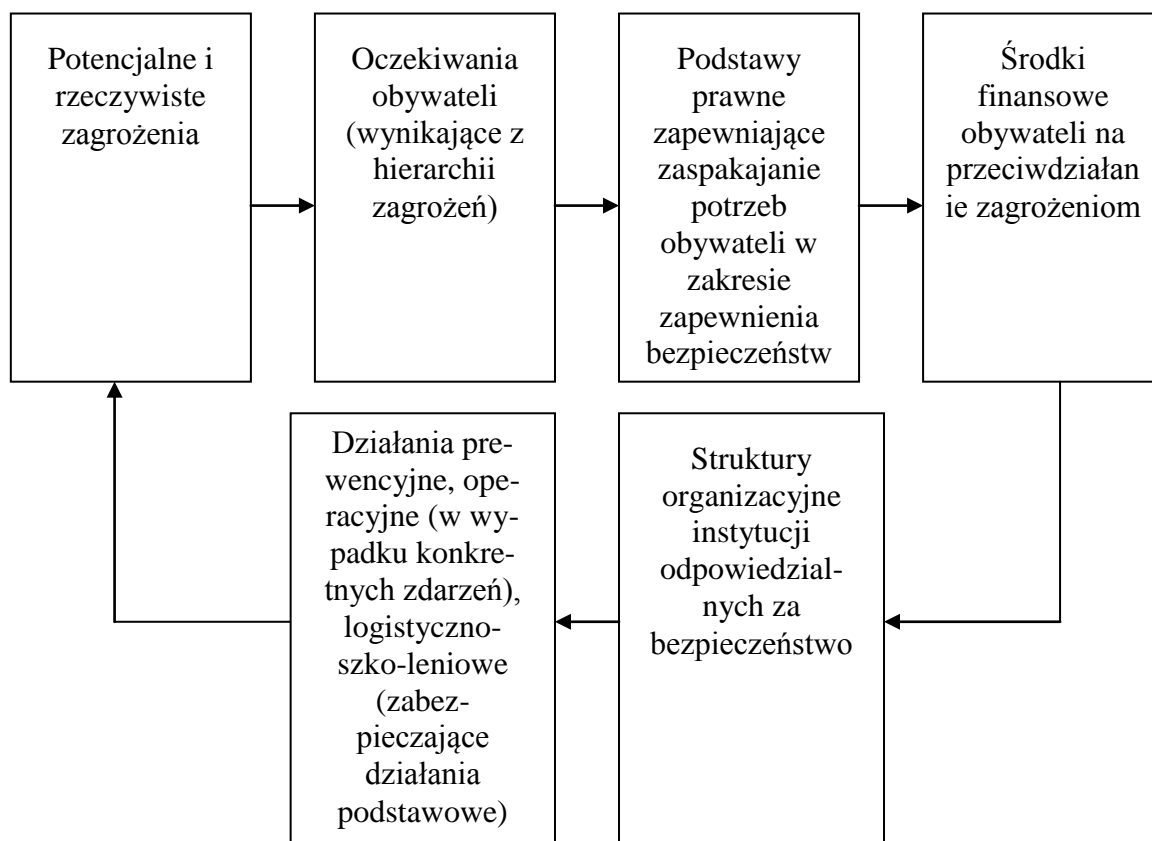 Potencjalne i
rzeczywiste
zagrożenia
Oczekiwania
obywateli
(wynikające z
hierarchii
zagrożeń)
Podstawy
prawne
zapewniające
zaspakajanie
potrzeb
obywateli w
zakresie
zapewnienia
bezpieczeństw
Środki
finansowe
obywateli na
przeciwdziałan
ie zagrożeniom
Działania pre-
wencyjne, ope-
racyjne (w wy-
padku konkre-
tnych zdarzeń),
logistyczno-
szko-leniowe
(zabez-
pieczające
działania
podstawowe)
Struktury
organizacyjne
instytucji
odpowiedzial-
nych za
bezpieczeństwo